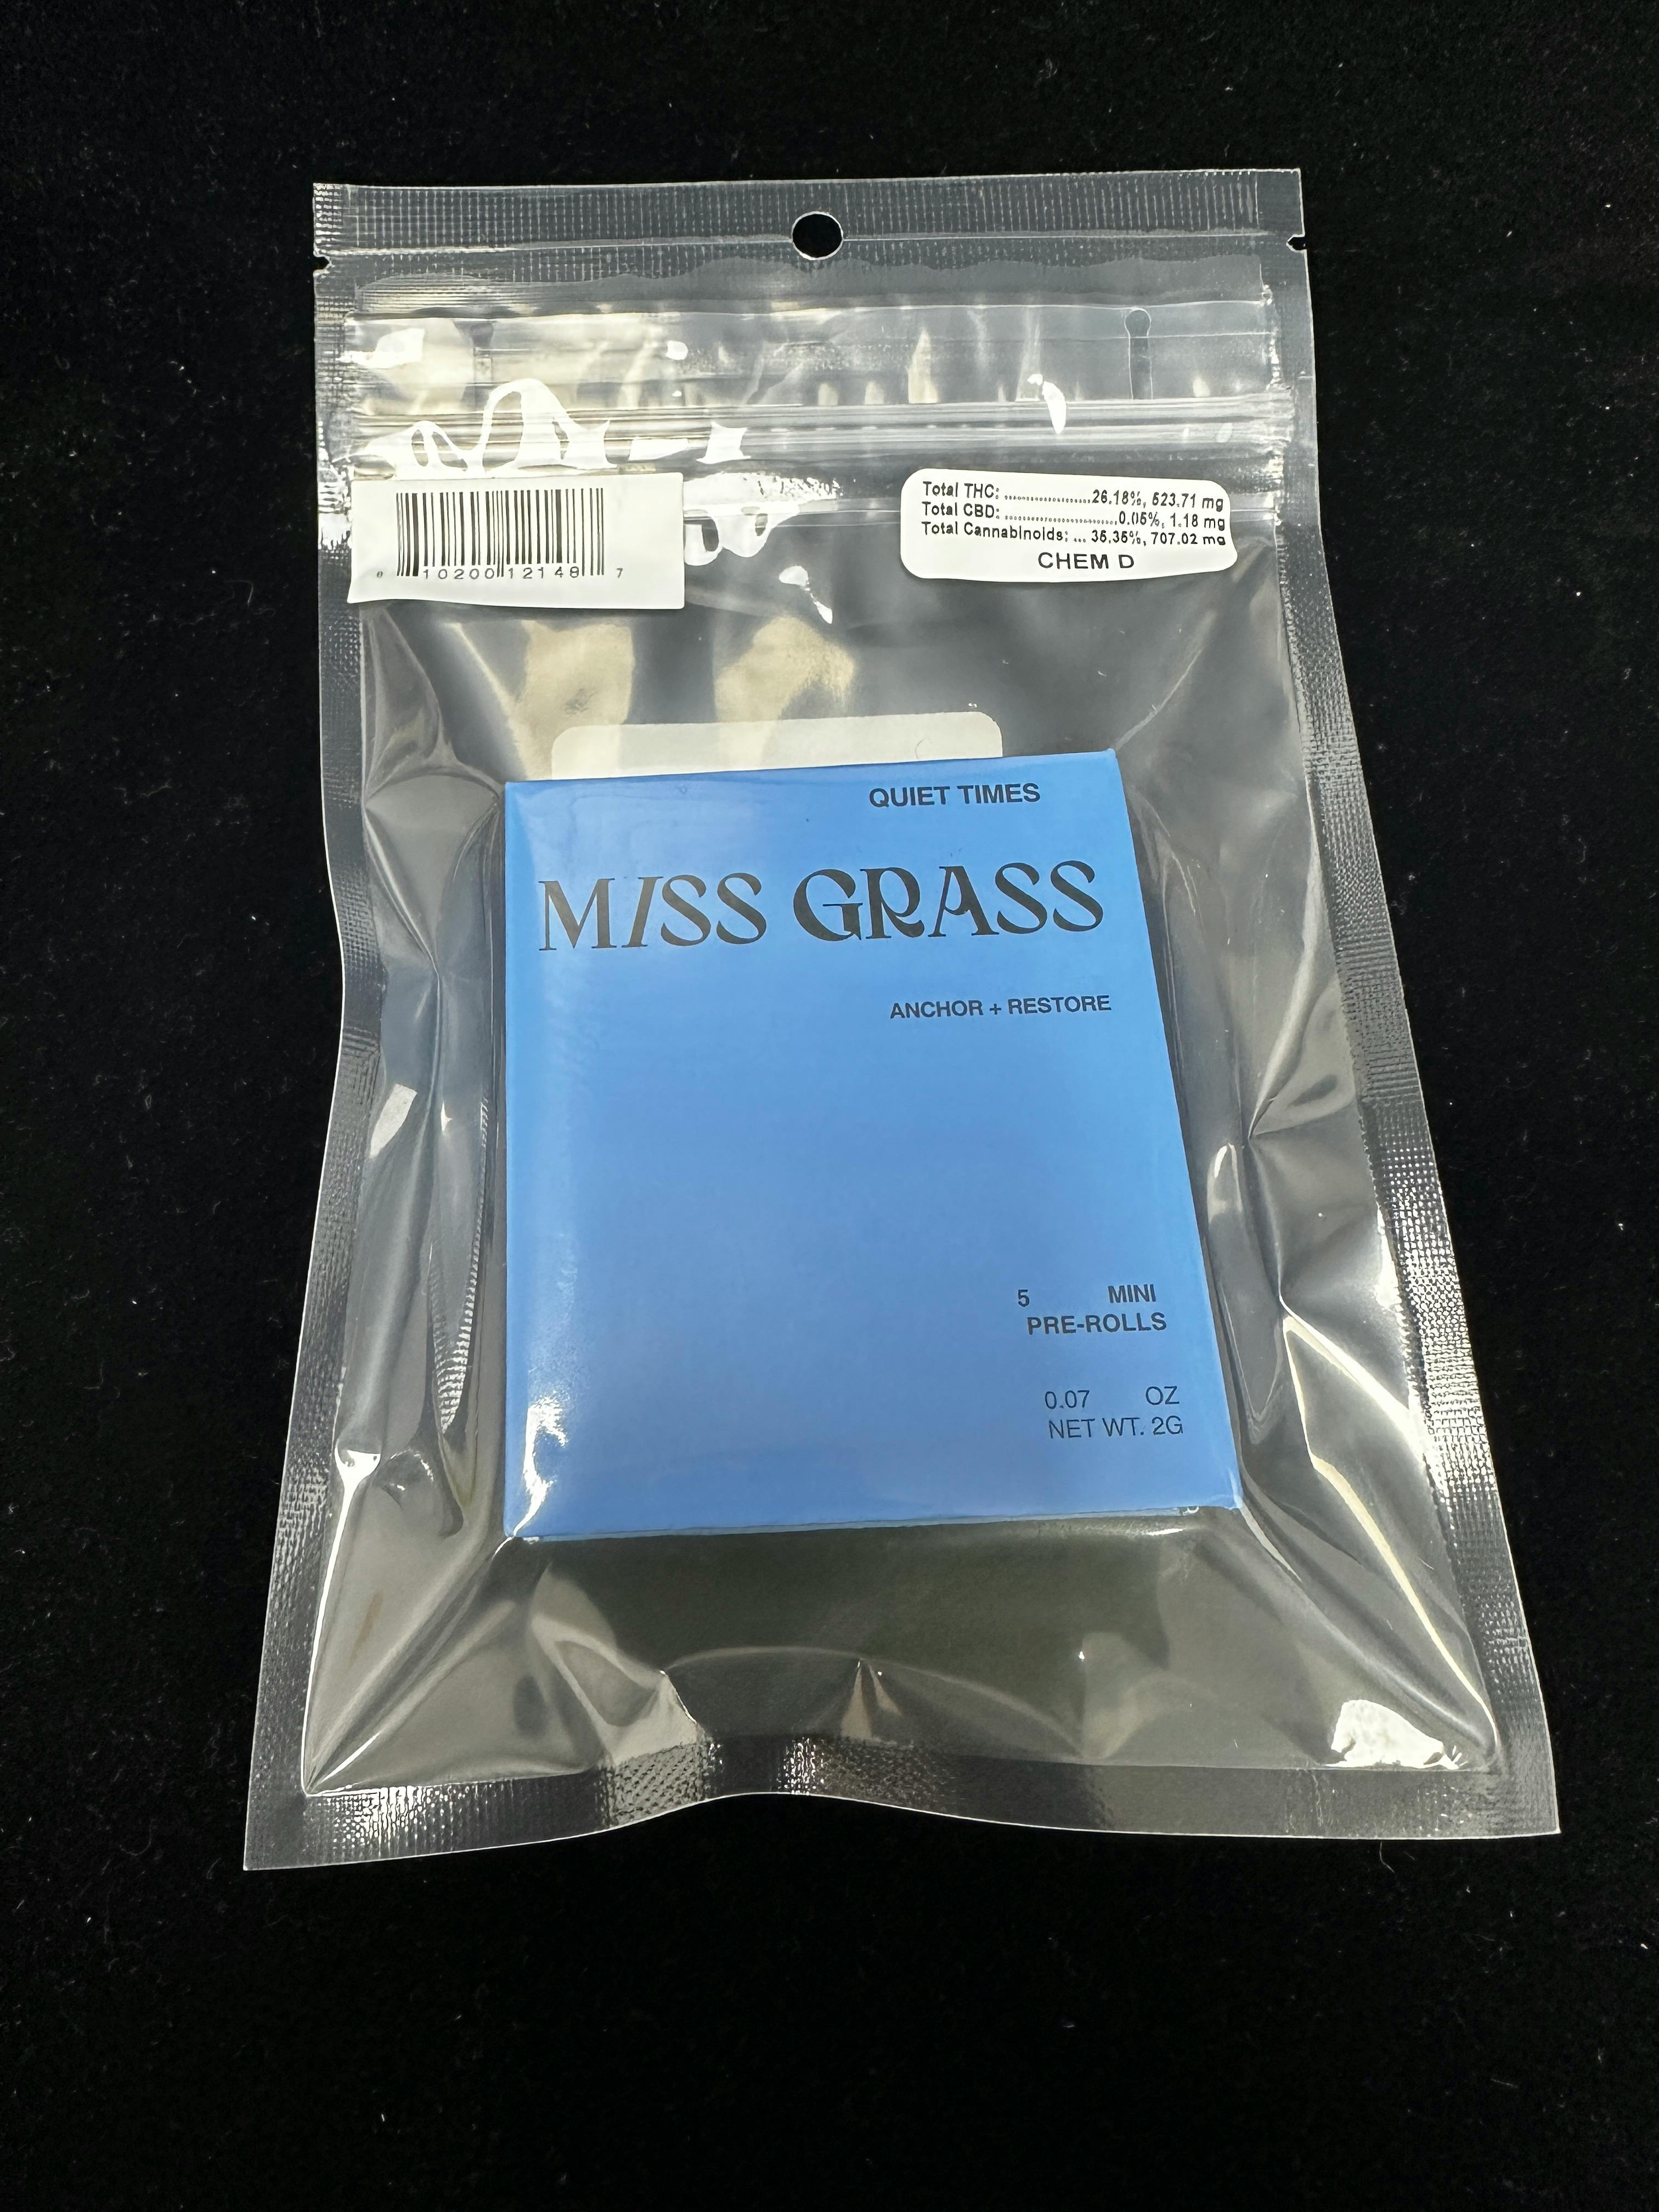 0 10200 12148 7
Total THC: ........................26.18%, 523.71 mg
Total CBD: ..............................0.05%, 1.18 mg
Total Cannabinoids: ... 35.35%, 707.02 mg
CHEM D
QUIET TIMES
MISS GRASS
ANCHOR + RESTORE
5 MINI
PRE-ROLLS
0.07 OZ
NET WT. 2G